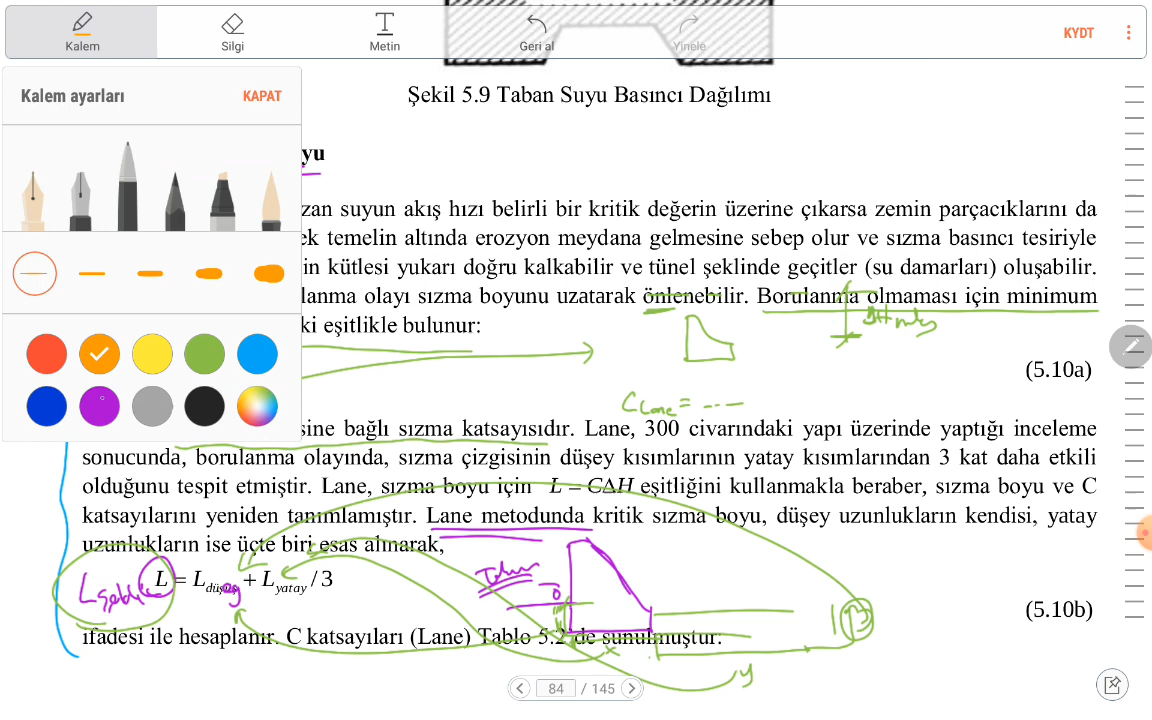 Kalem
Silgi
Metin
Geri al
Yinele
KYDT
Kalem ayarları
KAPAT
Şekil 5.9 Taban Suyu Basıncı Dağılımı
yu
zan suyun akış hızı belirli bir kritik değerin üzerine çıkarsa zemin parçacıklarını da
ek temelin altında erozyon meydana gelmesine sebep olur ve sızma basıncı tesiriyle
in kütlesi yukarı doğru kalkabilir ve tünel şeklinde geçitler (su damarları) oluşabilir.
lanma olayı sızma boyunu uzatarak önlenebilir. Borulanma olmaması için minimum
ki eşitlikle bulunur:
(5.10a)
CLane = -- --
sine bağlı sızma katsayısıdır. Lane, 300 civarındaki yapı üzerinde yaptığı inceleme
sonucunda, borulanma olayında, sızma çizgisinin düşey kısımlarının yatay kısımlarından 3 kat daha etkili
olduğunu tespit etmiştir. Lane, sızma boyu için L = CΔH eşitliğini kullanmakla beraber, sızma boyu ve C
katsayılarını yeniden tanımlamıştır. Lane metodunda kritik sızma boyu, düşey uzunlukların kendisi, yatay
uzunlukların ise üçte biri esas alınarak,
L = Ldüşey + Lyatay / 3
(5.10b)
ifadesi ile hesaplanır. C katsayıları (Lane) Tablo 5.2'de sunulmuştur:
x
y
84 / 145